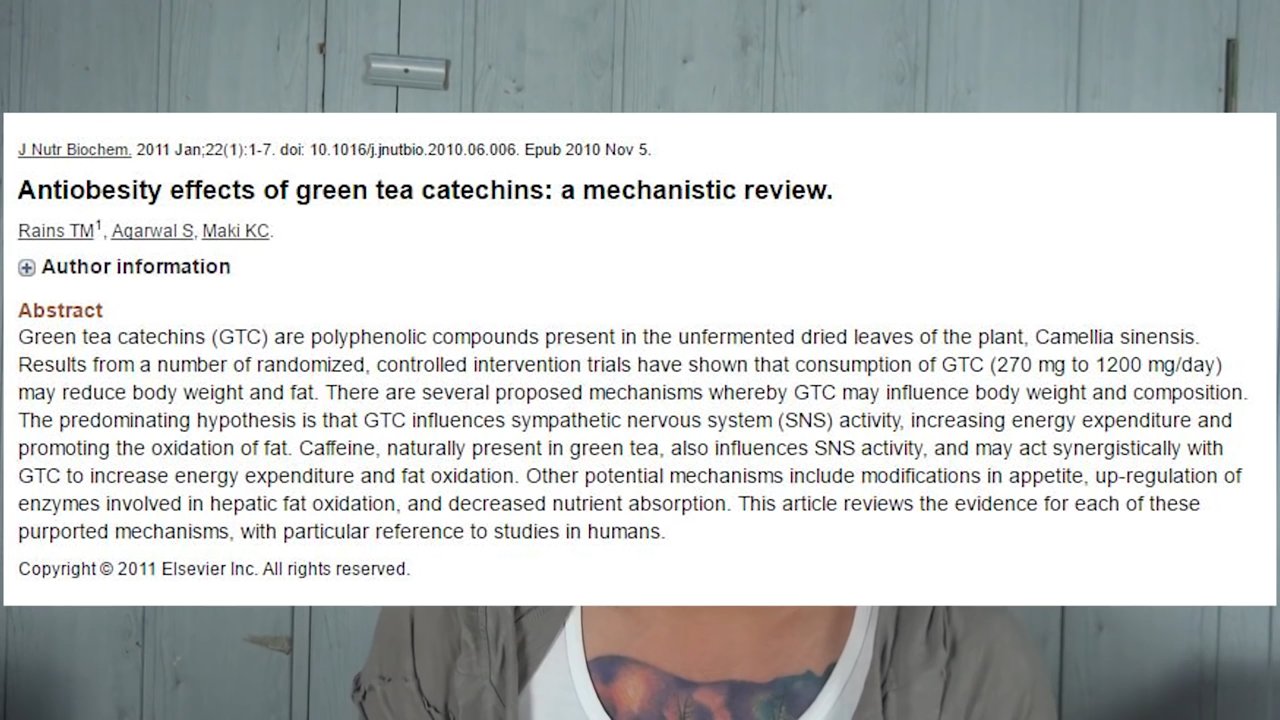 J Nutr Biochem. 2011 Jan;22(1):1-7. doi: 10.1016/j.jnutbio.2010.06.006. Epub 2010 Nov 5.
Antiobesity effects of green tea catechins: a mechanistic review.
Rains TM1, Agarwal S, Maki KC.
Author information
Abstract
Green tea catechins (GTC) are polyphenolic compounds present in the unfermented dried leaves of the plant, Camellia sinensis.
Results from a number of randomized, controlled intervention trials have shown that consumption of GTC (270 mg to 1200 mg/day)
may reduce body weight and fat. There are several proposed mechanisms whereby GTC may influence body weight and composition.
The predominating hypothesis is that GTC influences sympathetic nervous system (SNS) activity, increasing energy expenditure and
promoting the oxidation of fat. Caffeine, naturally present in green tea, also influences SNS activity, and may act synergistically with
GTC to increase energy expenditure and fat oxidation. Other potential mechanisms include modifications in appetite, up-regulation of
enzymes involved in hepatic fat oxidation, and decreased nutrient absorption. This article reviews the evidence for each of these
purported mechanisms, with particular reference to studies in humans.
Copyright © 2011 Elsevier Inc. All rights reserved.